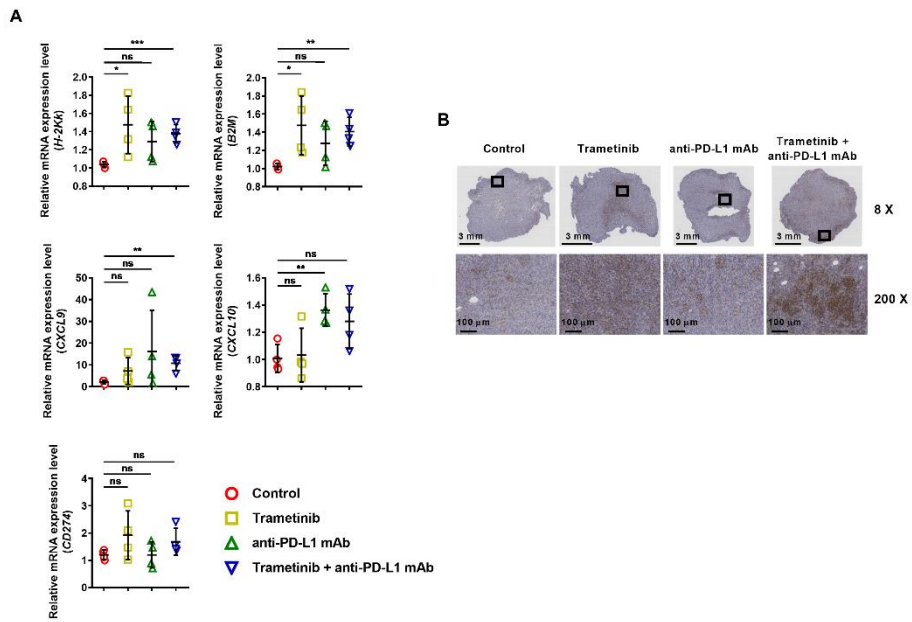 A
Relative mRNA expression level
(H-2Kk)
***
ns
*
2.0
1.8
1.6
1.4
1.2
1.0
0.8
Relative mRNA expression level
(B2M)
**
ns
*
2.0
1.8
1.6
1.4
1.2
1.0
0.8
Relative mRNA expression level
(CXCL9)
**
ns
ns
50
40
30
20
10
0
Relative mRNA expression level
(CXCL10)
ns
**
ns
1.6
1.4
1.2
1.0
0.8
Relative mRNA expression level
(CD274)
ns
ns
ns
4
3
2
1
0
Control
Trametinib
anti-PD-L1 mAb
Trametinib + anti-PD-L1 mAb
B
Control
Trametinib
anti-PD-L1 mAb
Trametinib +
anti-PD-L1 mAb
3 mm
3 mm
3 mm
3 mm
8 X
100 μm
100 μm
100 μm
100 μm
200 X